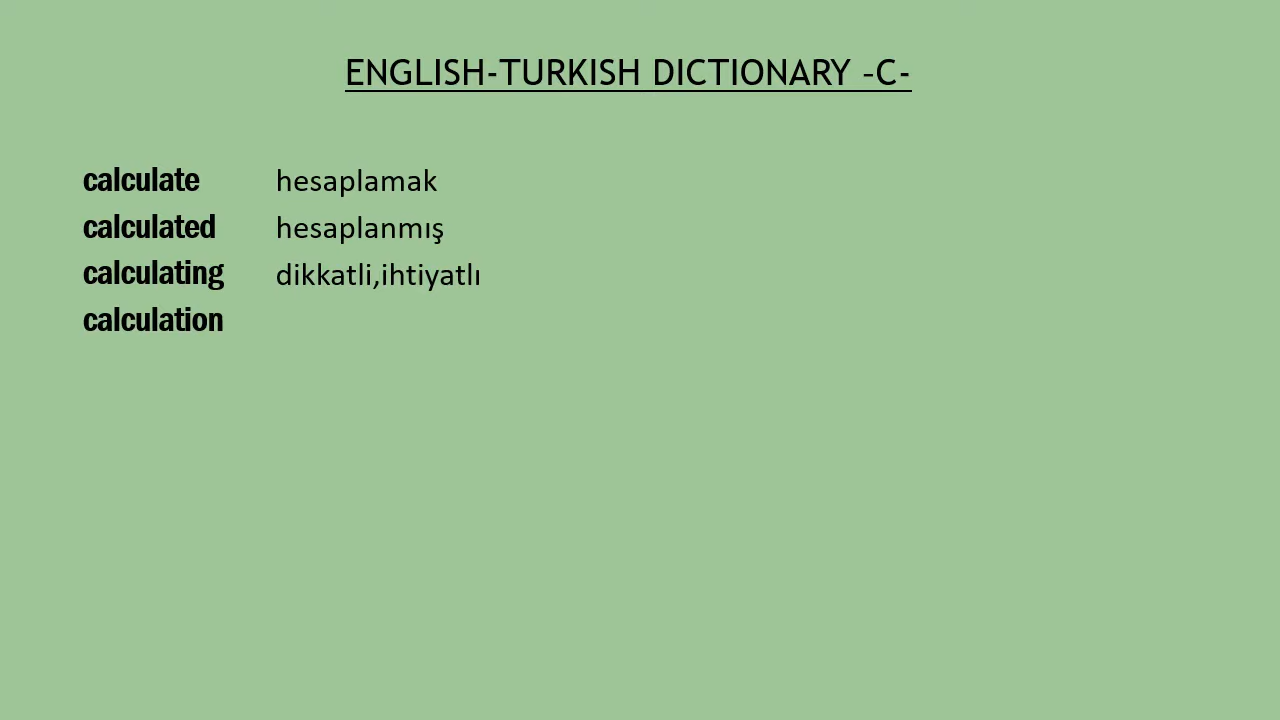 ENGLISH-TURKISH DICTIONARY –C-
calculate hesaplamak
calculated hesaplanmış
calculating dikkatli,ihtiyatlı
calculation